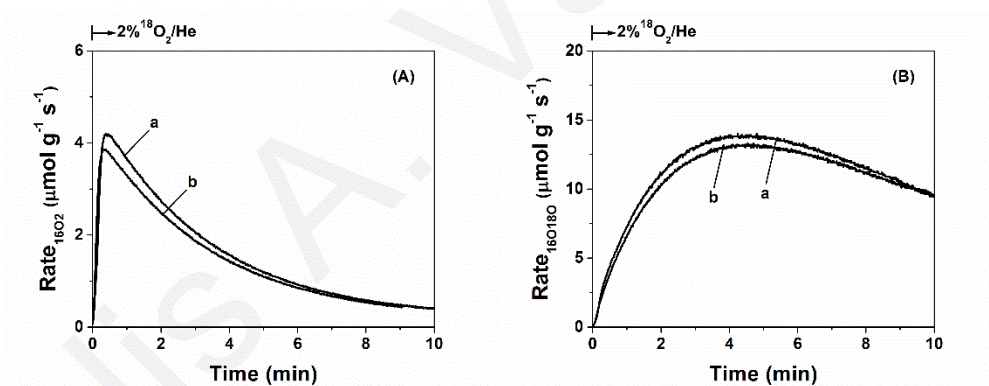 →2%¹⁸O₂/He
(A)
6
4
2
0
a
b
Rate₁₆O₂ (μmol g⁻¹ s⁻¹)
0 2 4 6 8 10
Time (min)
→2%¹⁸O₂/He
(B)
20
15
10
5
0
b a
Rate₁₆O₁₈O (μmol g⁻¹ s⁻¹)
0 2 4 6 8 10
Time (min)